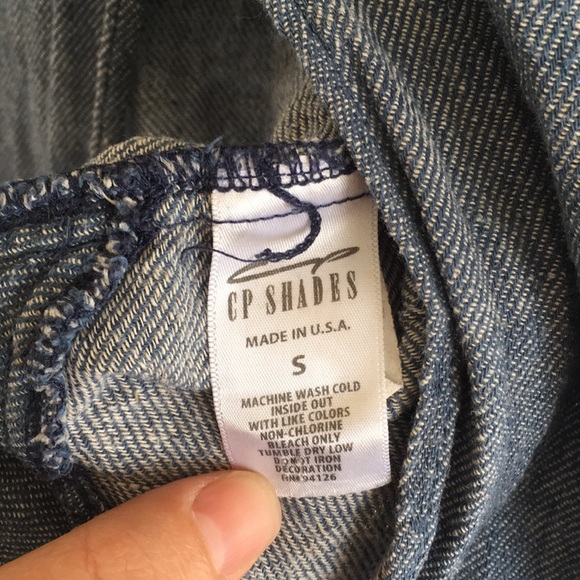 CP SHADES
MADE IN U.S.A.
S
MACHINE WASH COLD
INSIDE OUT
WITH LIKE COLORS
NON-CHLORINE
BLEACH ONLY
TUMBLE DRY LOW
DO NOT IRON
DECORATION
RN# 94126